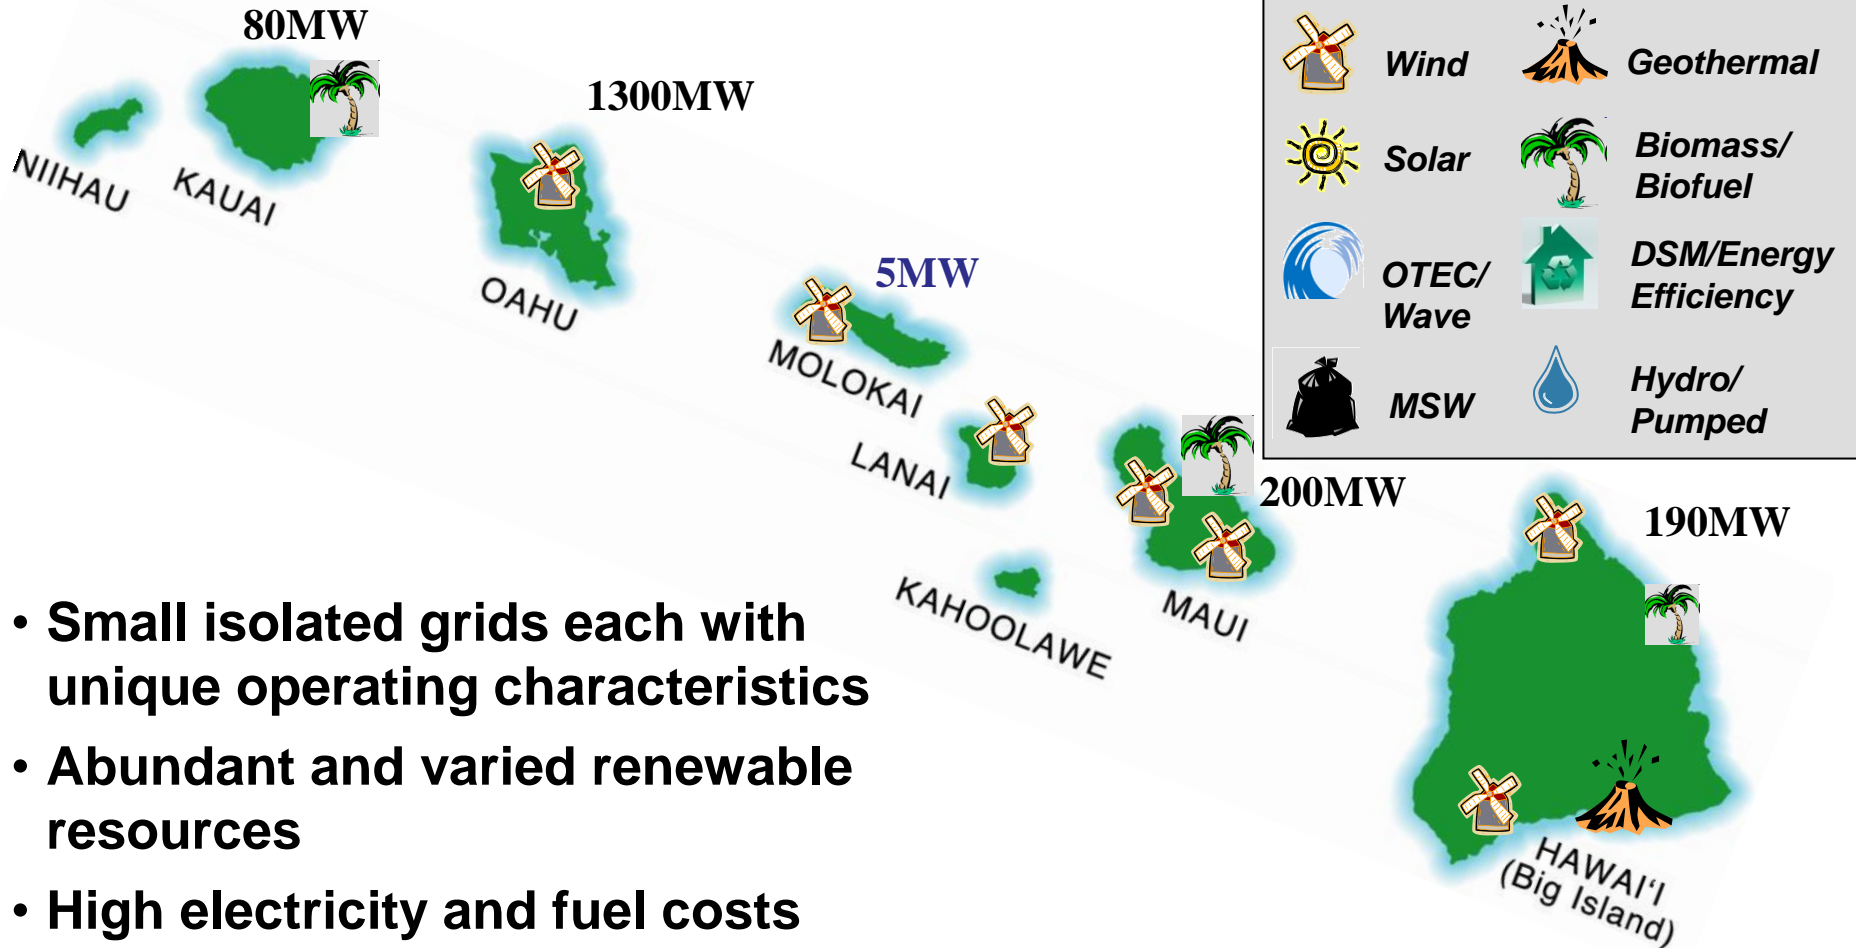 80MW
1300MW
NIIHAU
KAUAI
OAHU
5MW
MOLOKAI
LANAI
200MW
190MW
KAHOOLAWE
MAUI
HAWAI‘I
(Big Island)
Wind
Geothermal
Solar
Biomass/
Biofuel
OTEC/
Wave
DSM/Energy
Efficiency
MSW
Hydro/
Pumped
• Small isolated grids each with
unique operating characteristics
• Abundant and varied renewable
resources
• High electricity and fuel costs